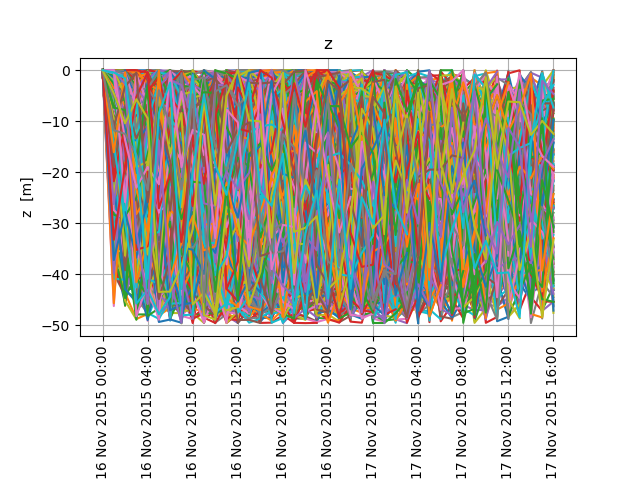 z
z [m]
0
−10
−20
−30
−40
−50
16 Nov 2015 00:00
16 Nov 2015 04:00
16 Nov 2015 08:00
16 Nov 2015 12:00
16 Nov 2015 16:00
16 Nov 2015 20:00
17 Nov 2015 00:00
17 Nov 2015 04:00
17 Nov 2015 08:00
17 Nov 2015 12:00
17 Nov 2015 16:00